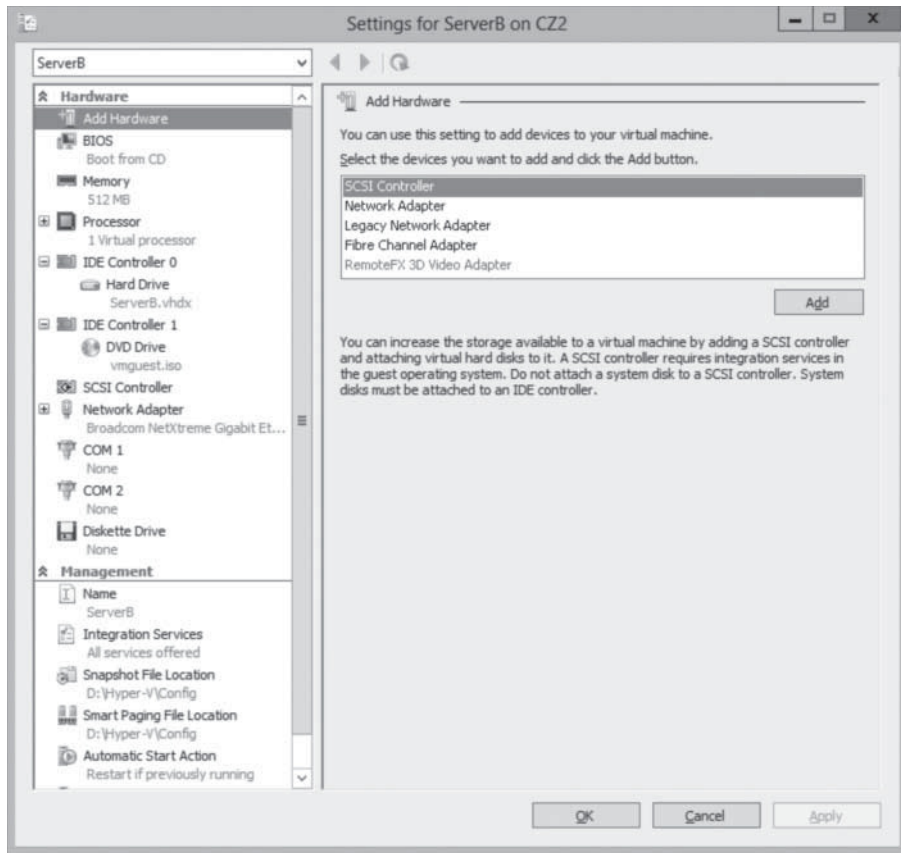 Settings for ServerB on CZ2
ServerB
Hardware
Add Hardware
BIOS
Boot from CD
Memory
512 MB
Processor
1 Virtual processor
IDE Controller 0
Hard Drive
ServerB.vhdx
IDE Controller 1
DVD Drive
vmguest.iso
SCSI Controller
Network Adapter
Broadcom NetXtreme Gigabit Et...
COM 1
None
COM 2
None
Diskette Drive
None
Management
Name
ServerB
Integration Services
All services offered
Snapshot File Location
D:\Hyper-V\Config
Smart Paging File Location
D:\Hyper-V\Config
Automatic Start Action
Restart if previously running
Add Hardware
You can use this setting to add devices to your virtual machine.
Select the devices you want to add and click the Add button.
SCSI Controller
Network Adapter
Legacy Network Adapter
Fibre Channel Adapter
RemoteFX 3D Video Adapter
Add
You can increase the storage available to a virtual machine by adding a SCSI controller
and attaching virtual hard disks to it. A SCSI controller requires integration services in
the guest operating system. Do not attach a system disk to a SCSI controller. System
disks must be attached to an IDE controller.
OK
Cancel
Apply